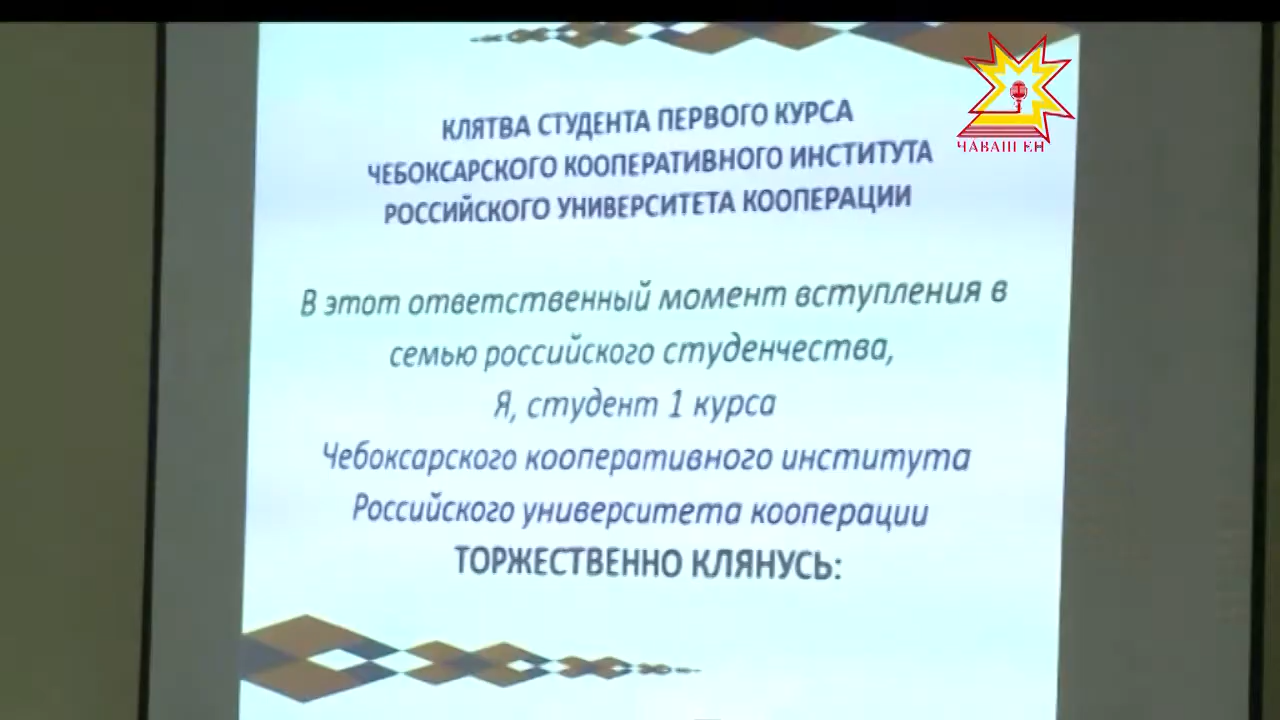 КЛЯТВА СТУДЕНТА ПЕРВОГО КУРСА
ЧЕБОКСАРСКОГО КООПЕРАТИВНОГО ИНСТИТУТА
РОССИЙСКОГО УНИВЕРСИТЕТА КООПЕРАЦИИ
ЧӐВАШ ЕН
В этот ответственный момент вступления в
семью российского студенчества,
Я, студент 1 курса
Чебоксарского кооперативного института
Российского университета кооперации
ТОРЖЕСТВЕННО КЛЯНУСЬ: